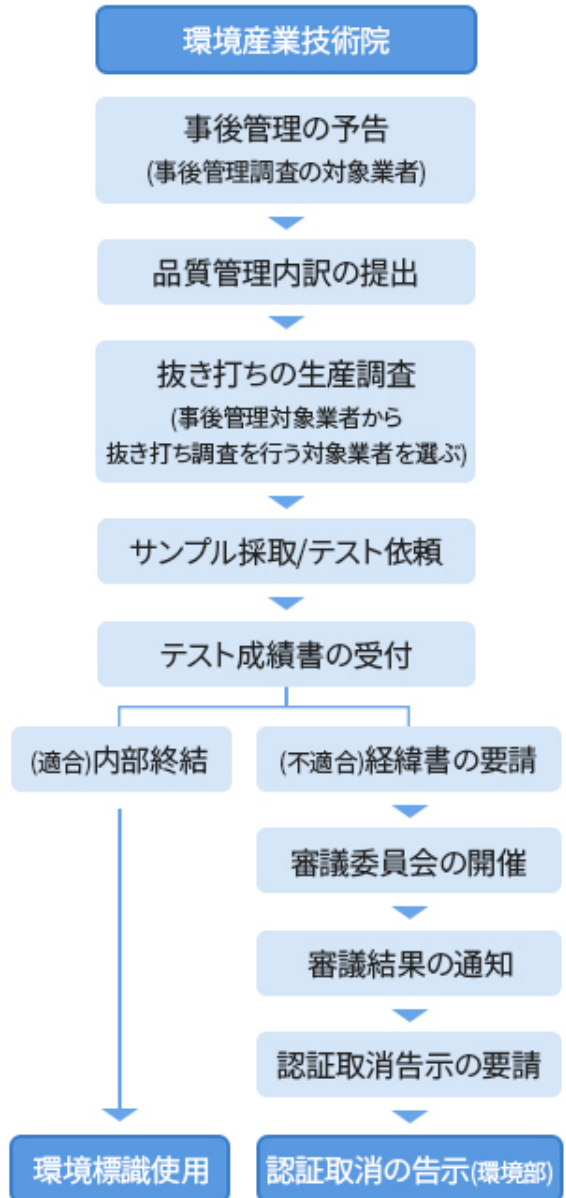 環境産業技術院
事後管理の予告
(事後管理調査の対象業者)
品質管理内訳の提出
抜き打ちの生産調査
(事後管理対象業者から
抜き打ち調査を行う対象業者を選ぶ)
サンプル採取/テスト依頼
テスト成績書の受付
(適合)内部終結
(不適合)経緯書の要請
審議委員会の開催
審議結果の通知
認証取消告示の要請
環境標識使用
認証取消の告示(環境部)